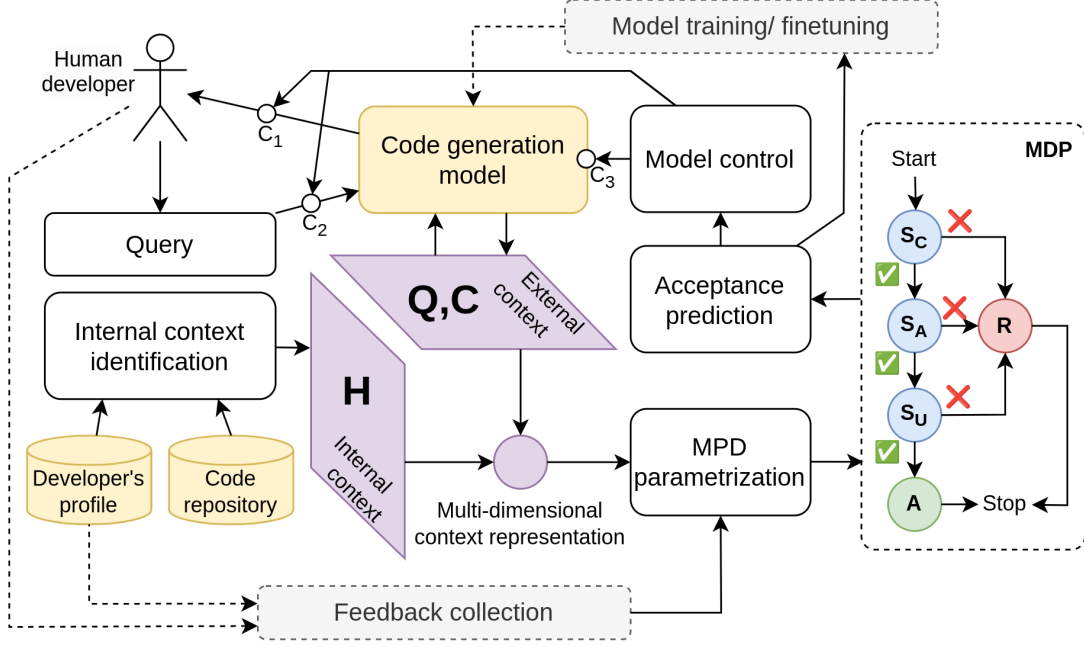 Model training/ finetuning
Human
developer
C1
Code generation
model
C3
Model control
MDP
Start
C2
Query
SC
Q,C
External
context
Acceptance
prediction
Internal context
identification
SA
R
H
SU
Internal
context
MPD
parametrization
Developer's
profile
Code
repository
Multi-dimensional
context representation
A
Stop
Feedback collection